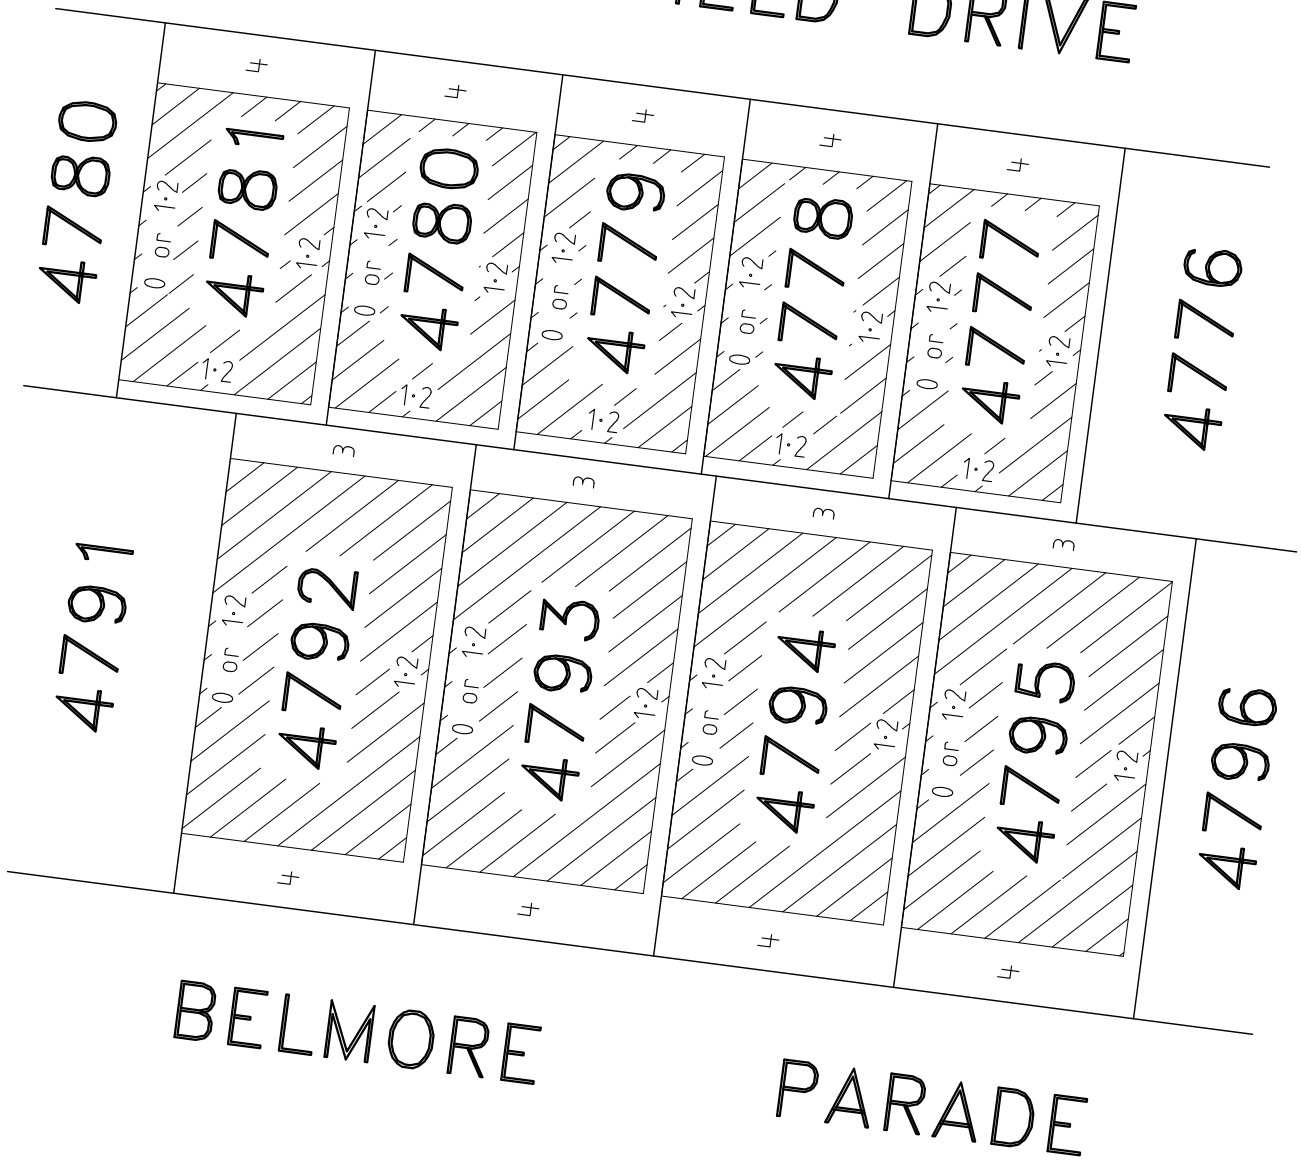 DRIVE
4 4 4 4 4
4780 4781 4780 4779 4778 4777 4776
0 or 1·2 1·2 0 or 1·2 1·2 0 or 1·2 1·2 0 or 1·2 1·2 0 or 1·2 1·2
1·2 1·2 1·2 1·2 1·2
3 3 3 3
4791 4792 4793 4794 4795 4796
0 or 1·2 1·2 0 or 1·2 1·2 0 or 1·2 1·2 0 or 1·2 1·2
4 4 4 4
BELMORE PARADE